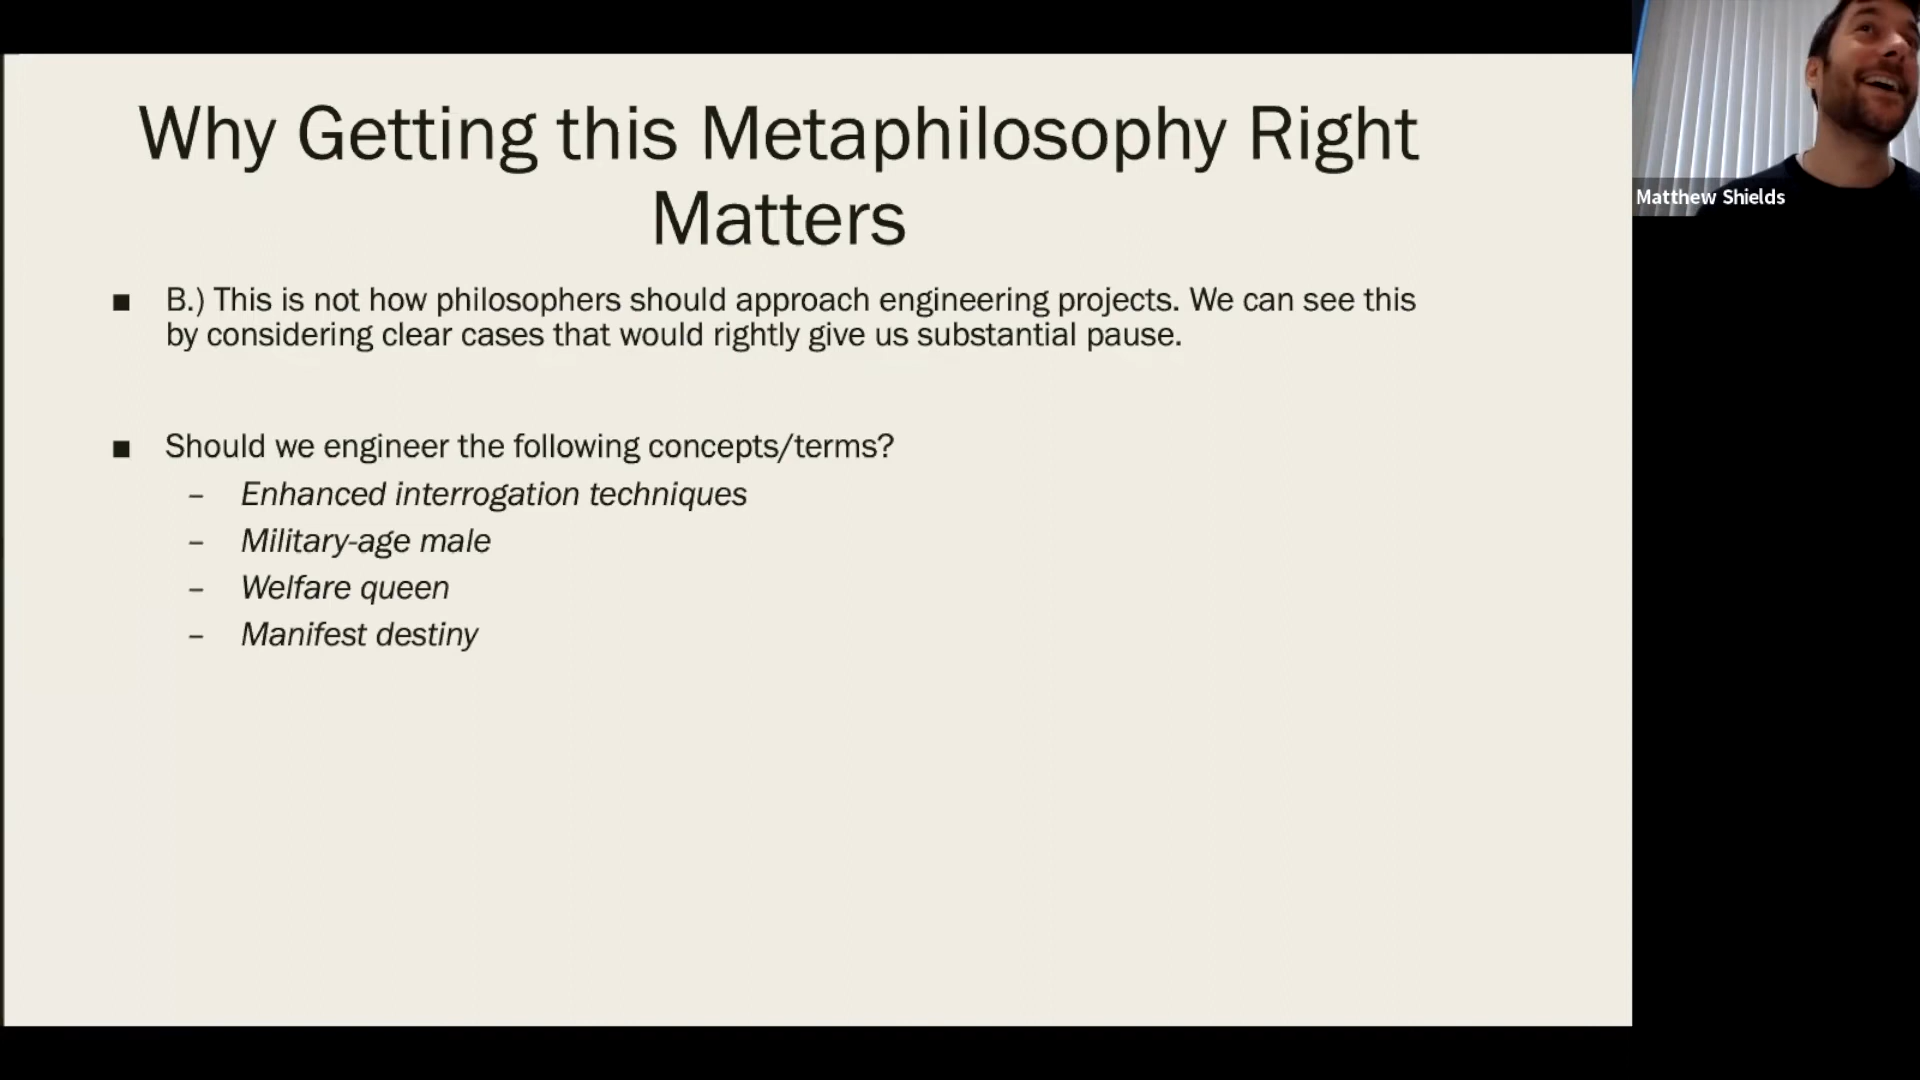 Why Getting this Metaphilosophy Right
Matters
■ B.) This is not how philosophers should approach engineering projects. We can see this
by considering clear cases that would rightly give us substantial pause.
■ Should we engineer the following concepts/terms?
– Enhanced interrogation techniques
– Military-age male
– Welfare queen
– Manifest destiny
Matthew Shields